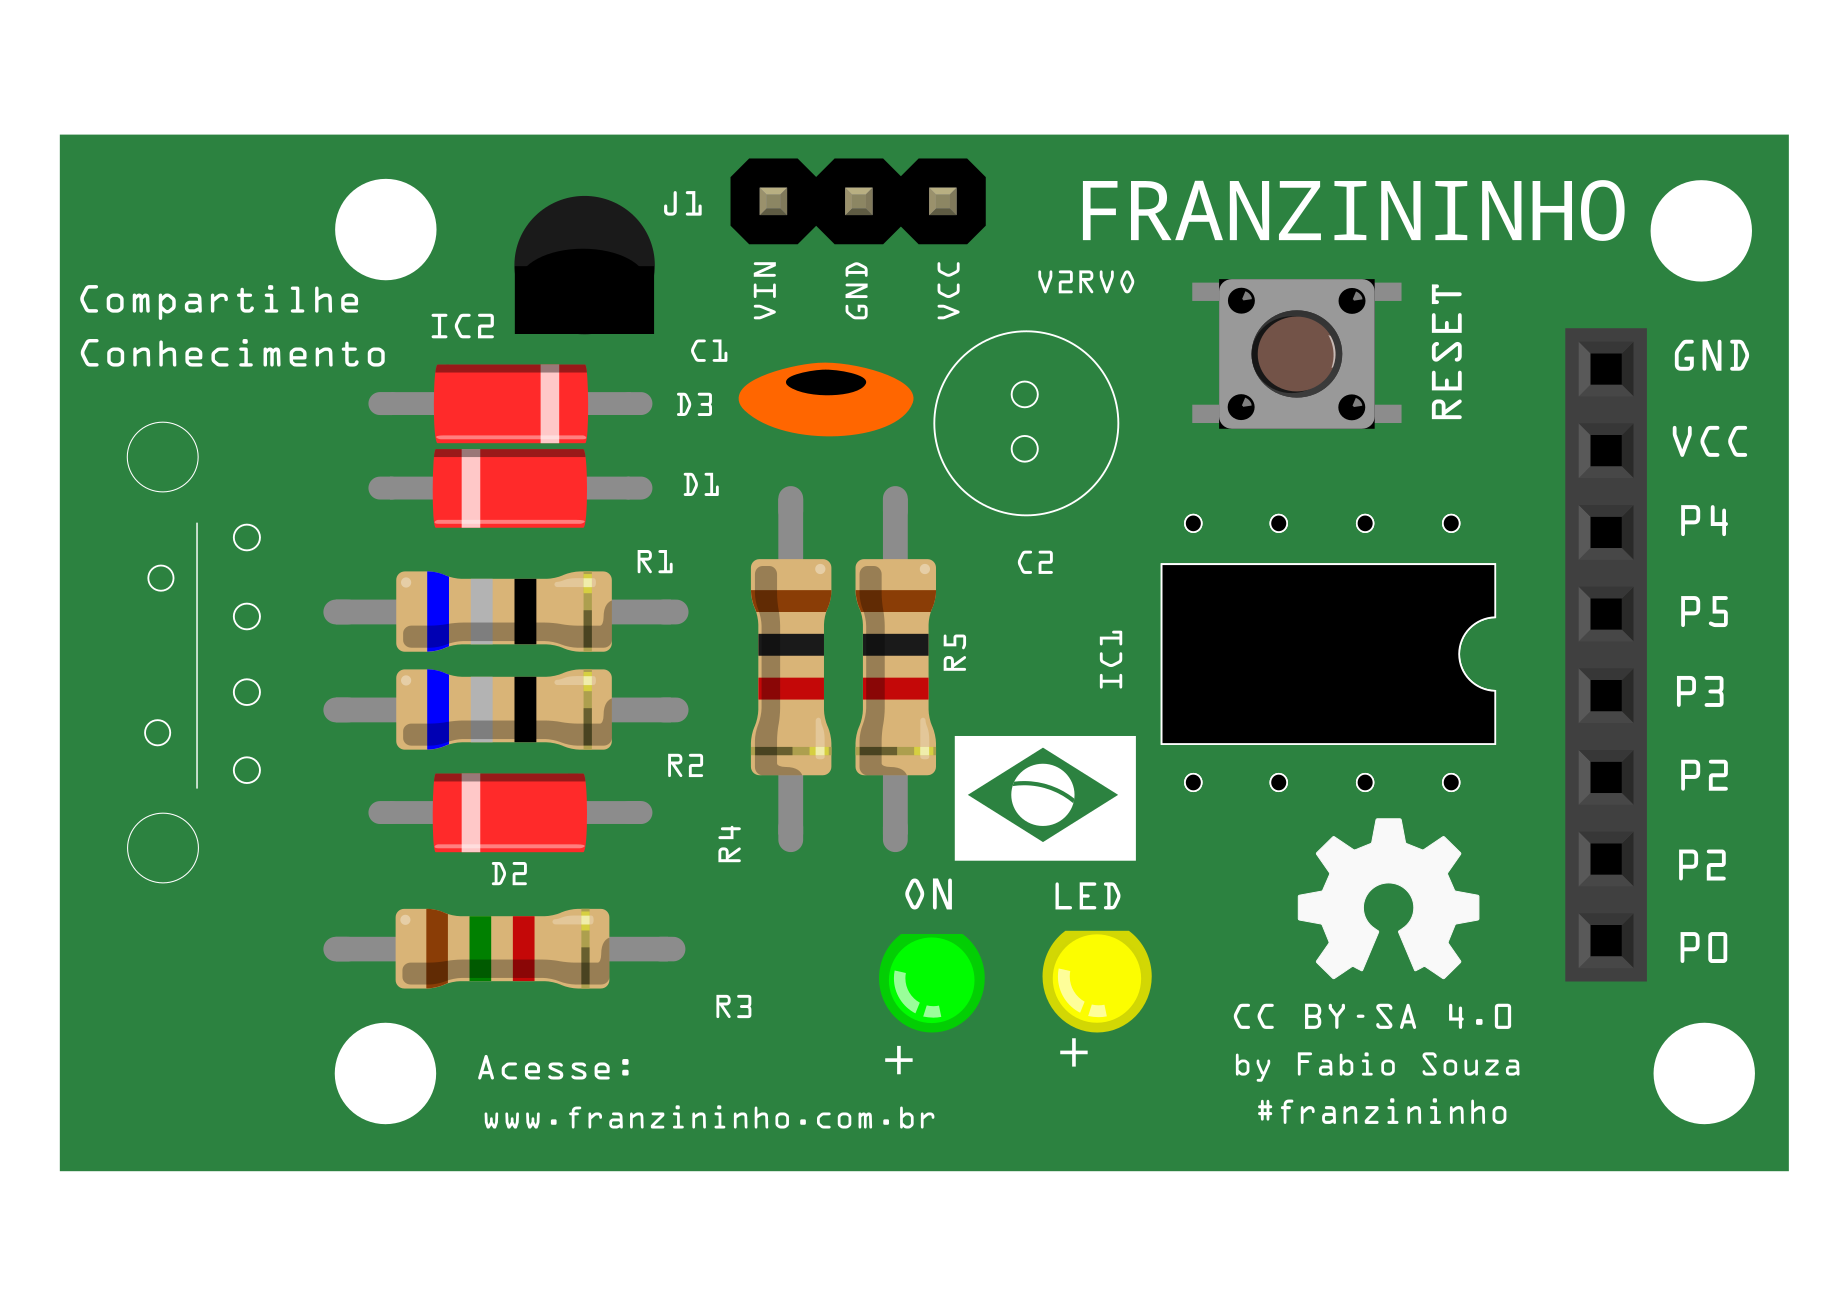 FRANZININHO
J1
VIN
GND
VCC
V2RV0
Compartilhe
Conhecimento
IC2
C1
D3
D1
RESET
GND
VCC
P4
P5
P3
P2
P2
P0
R1
C2
R5
IC1
R2
R4
D2
ON
LED
R3
+
+
CC BY-SA 4.0
by Fabio Souza
#franzininho
Acesse:
www.franzininho.com.br